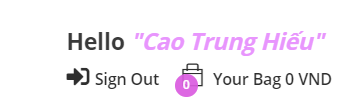 Hello "Cao Trung Hiếu"
Sign Out 0 Your Bag 0 VND